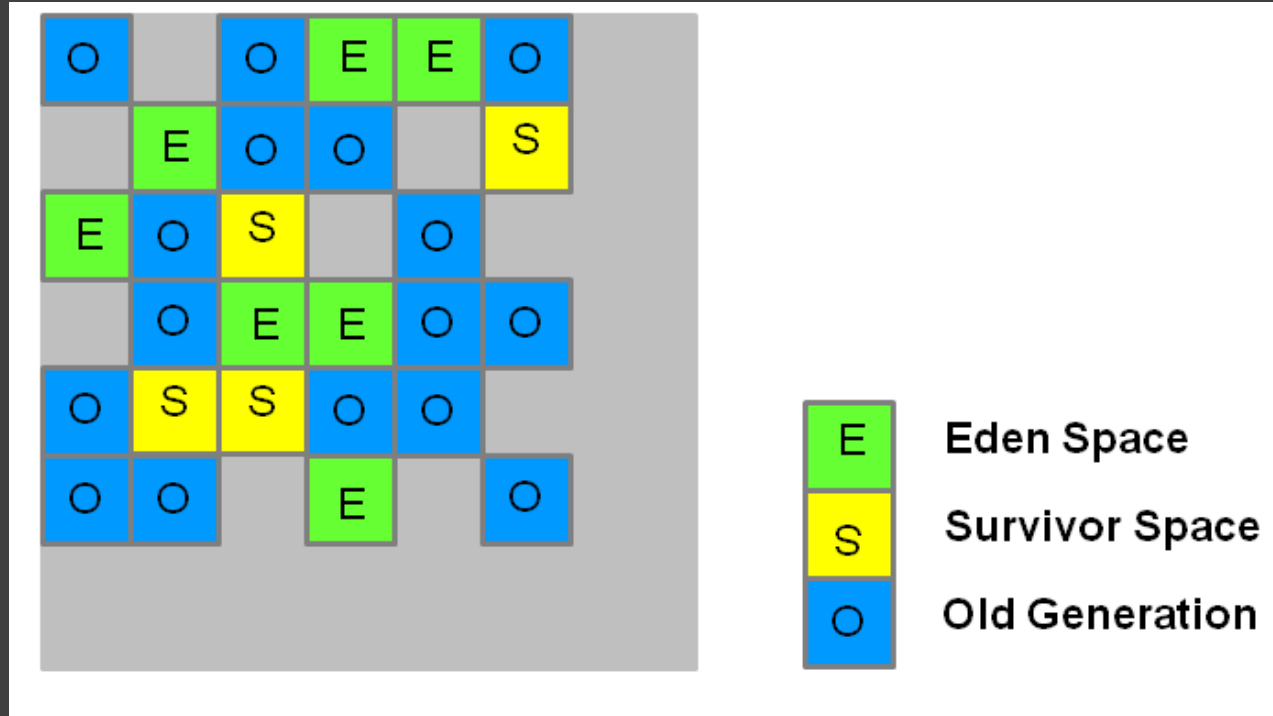 O O E E O
E O O S
E O S O
O E E O O
O S S O O
O O E O
E Eden Space
S Survivor Space
O Old Generation